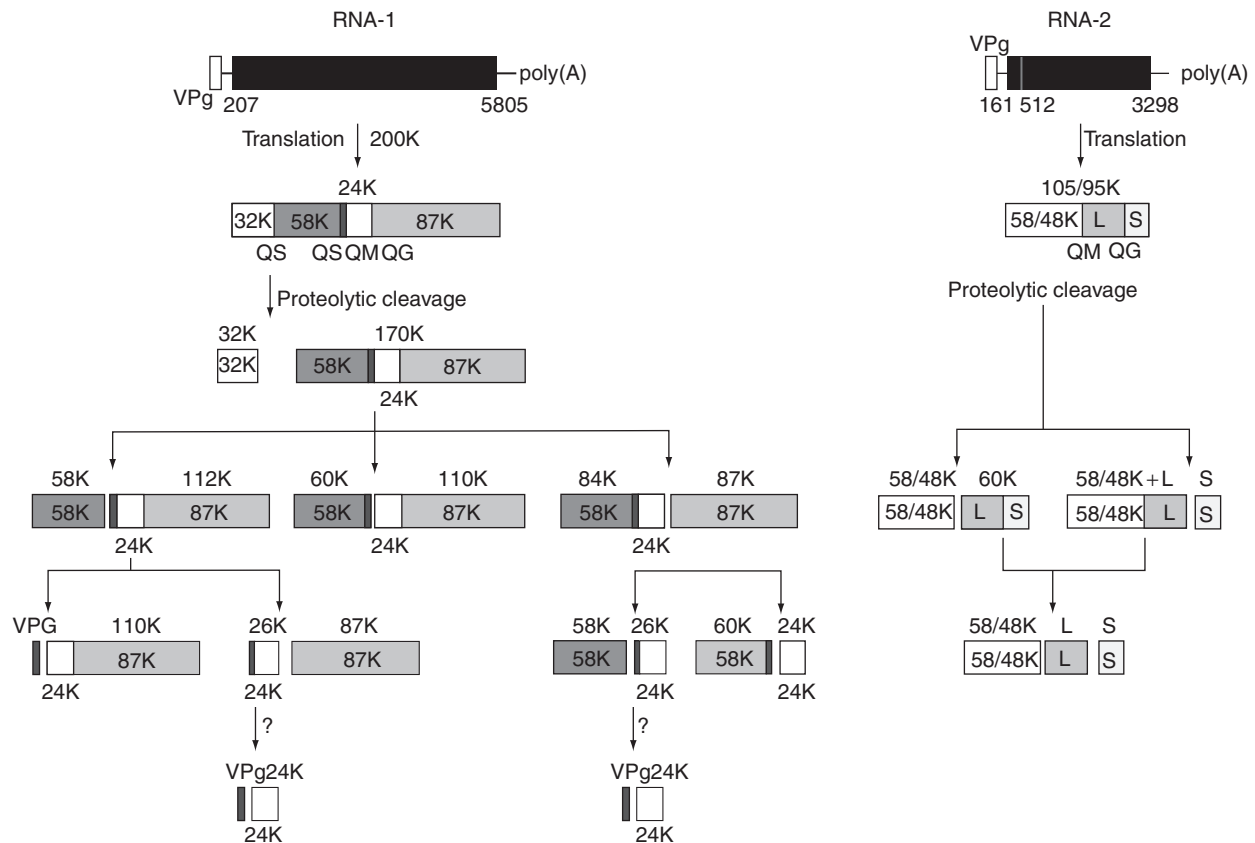 RNA-1 RNA-2
VPg
poly(A) poly(A)
VPg 207 5805 161 512 3298
Translation 200K Translation
24K 105/95K
32K 58K 87K 58/48K L S
QS QS QM QG QM QG
Proteolytic cleavage Proteolytic cleavage
32K 170K
32K 58K 87K
24K
58K 112K 60K 110K 84K 87K 58/48K 60K 58/48K+L S
58K 87K 58K 87K 58K 87K 58/48K L S 58/48K L S
24K 24K 24K
VPG 110K 26K 87K 58K 26K 60K 24K 58/48K L S
87K 87K 58K 58K 58/48K L S
24K 24K 24K 24K
? ?
VPg24K VPg24K
24K 24K